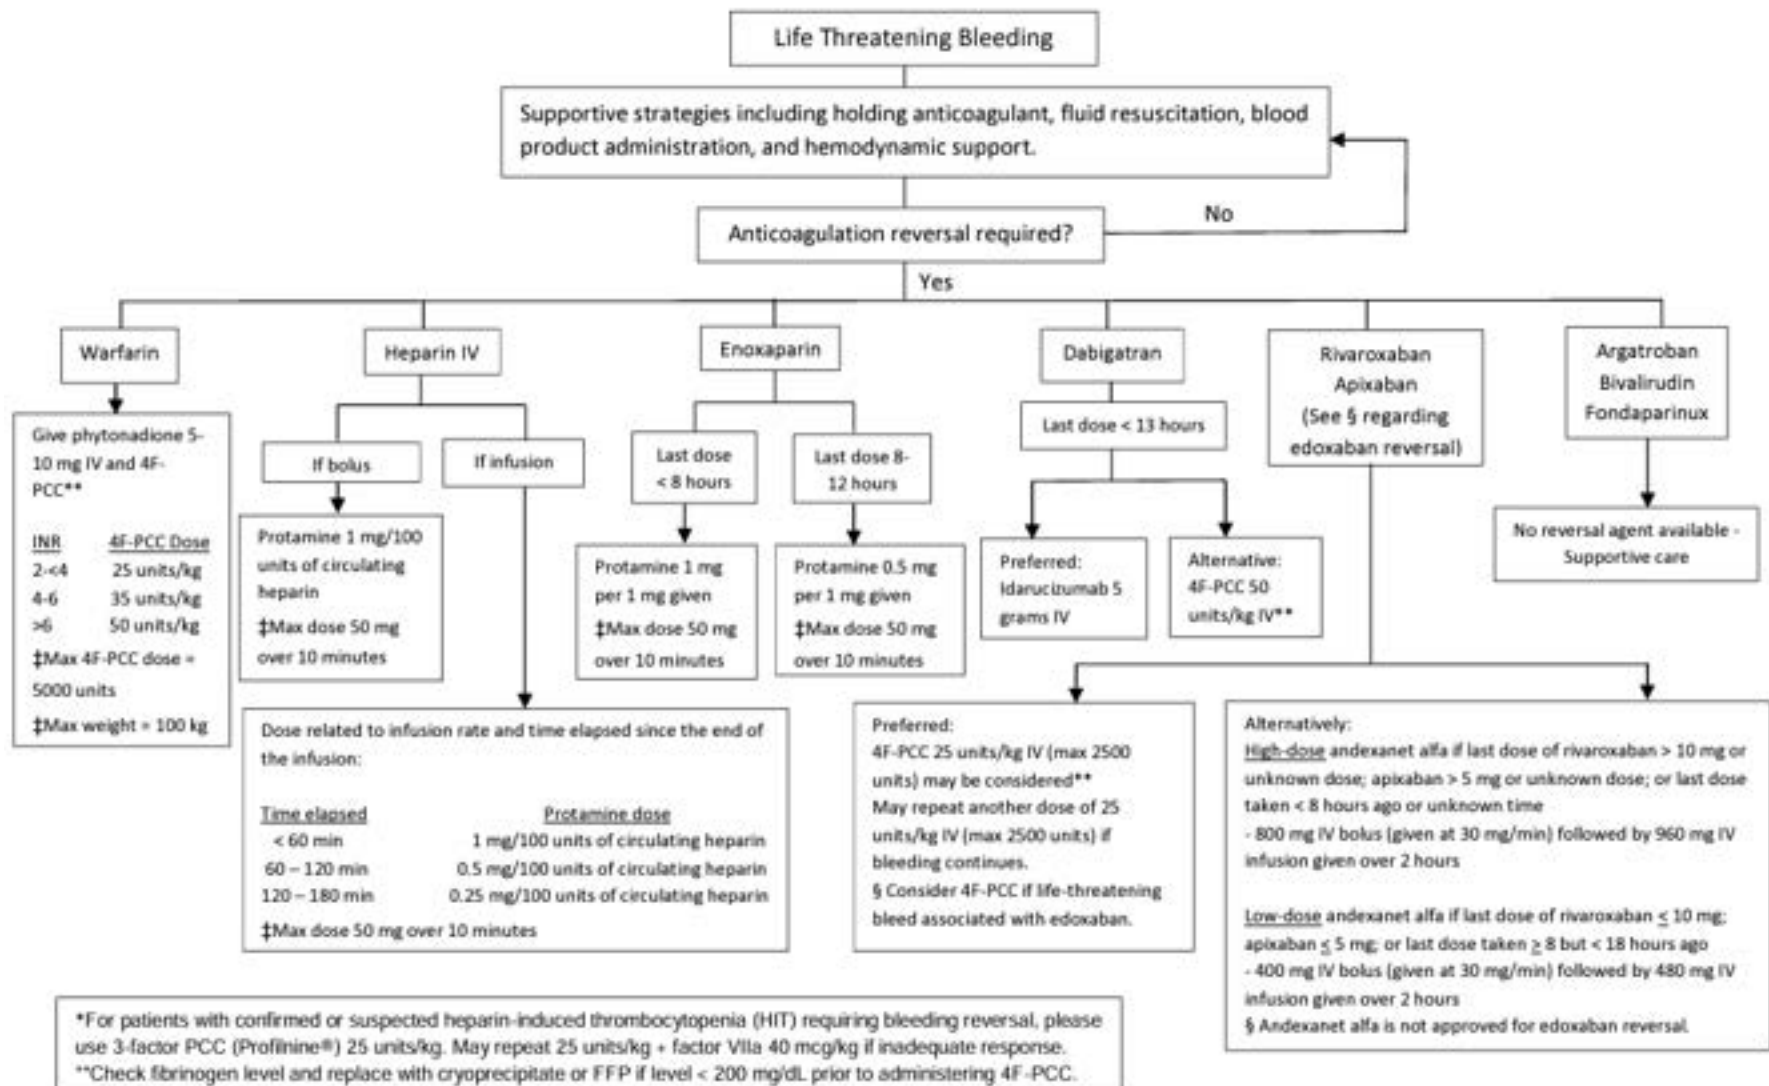 Life Threatening Bleeding
Supportive strategies including holding anticoagulant, fluid resuscitation, blood
product administration, and hemodynamic support.
Anticoagulation reversal required?
No
Yes
Warfarin
Give phytonadione 5-
10 mg IV and 4F-
PCC**
INR 4F-PCC Dose
2-<4 25 units/kg
4-6 35 units/kg
>6 50 units/kg
‡Max 4F-PCC dose =
5000 units
‡Max weight = 100 kg
Heparin IV
If bolus
Protamine 1 mg/100
units of circulating
heparin
‡Max dose 50 mg
over 10 minutes
If infusion
Dose related to infusion rate and time elapsed since the end of
the infusion:
Time elapsed Protamine dose
< 60 min 1 mg/100 units of circulating heparin
60 – 120 min 0.5 mg/100 units of circulating heparin
120 – 180 min 0.25 mg/100 units of circulating heparin
‡Max dose 50 mg over 10 minutes
Enoxaparin
Last dose
< 8 hours
Protamine 1 mg
per 1 mg given
‡Max dose 50 mg
over 10 minutes
Last dose 8-
12 hours
Protamine 0.5 mg
per 1 mg given
‡Max dose 50 mg
over 10 minutes
Dabigatran
Last dose < 13 hours
Preferred:
Idarucizumab 5
grams IV
Alternative:
4F-PCC 50
units/kg IV**
Rivaroxaban
Apixaban
(See § regarding
edoxaban reversal)
Preferred:
4F-PCC 25 units/kg IV (max 2500
units) may be considered**
May repeat another dose of 25
units/kg IV (max 2500 units) if
bleeding continues.
§ Consider 4F-PCC if life-threatening
bleed associated with edoxaban.
Alternatively:
High-dose andexanet alfa if last dose of rivaroxaban > 10 mg or
unknown dose; apixaban > 5 mg or unknown dose; or last dose
taken < 8 hours ago or unknown time
- 800 mg IV bolus (given at 30 mg/min) followed by 960 mg IV
infusion given over 2 hours
Low-dose andexanet alfa if last dose of rivaroxaban ≤ 10 mg;
apixaban ≤ 5 mg; or last dose taken ≥ 8 but < 18 hours ago
- 400 mg IV bolus (given at 30 mg/min) followed by 480 mg IV
infusion given over 2 hours
§ Andexanet alfa is not approved for edoxaban reversal.
Argatroban
Bivalirudin
Fondaparinux
No reversal agent available -
Supportive care
*For patients with confirmed or suspected heparin-induced thrombocytopenia (HIT) requiring bleeding reversal, please
use 3-factor PCC (Profilnine®) 25 units/kg. May repeat 25 units/kg + factor VIIa 40 mcg/kg if inadequate response.
**Check fibrinogen level and replace with cryoprecipitate or FFP if level < 200 mg/dL prior to administering 4F-PCC.